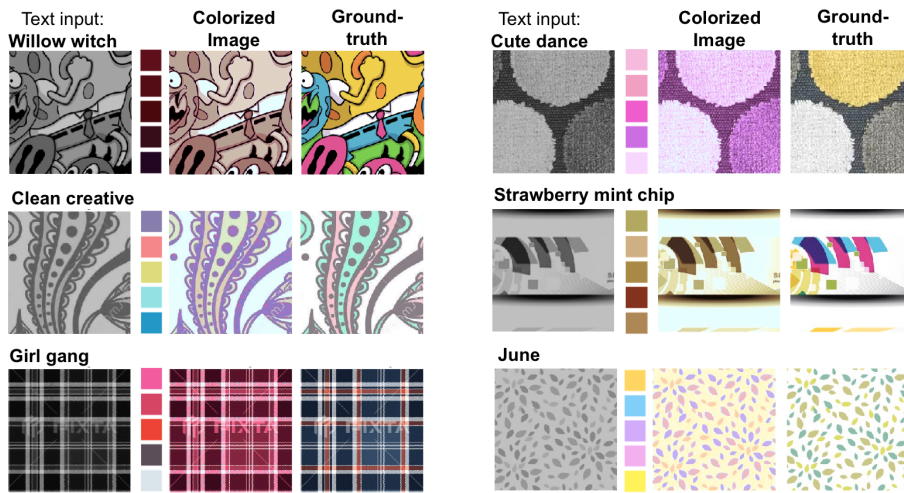 Text input:
Willow witch
Colorized
Image
Ground-
truth
Text input:
Cute dance
Colorized
Image
Ground-
truth
Clean creative
Strawberry mint chip
Girl gang
June